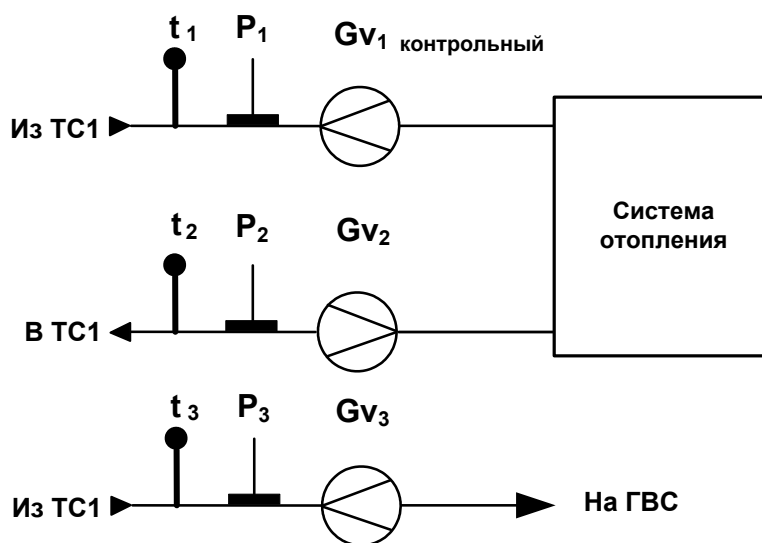 t1 P1 Gv1 контрольный
Из ТС1
Система
отопления
t2 P2 Gv2
В ТС1
t3 P3 Gv3
Из ТС1
На ГВС